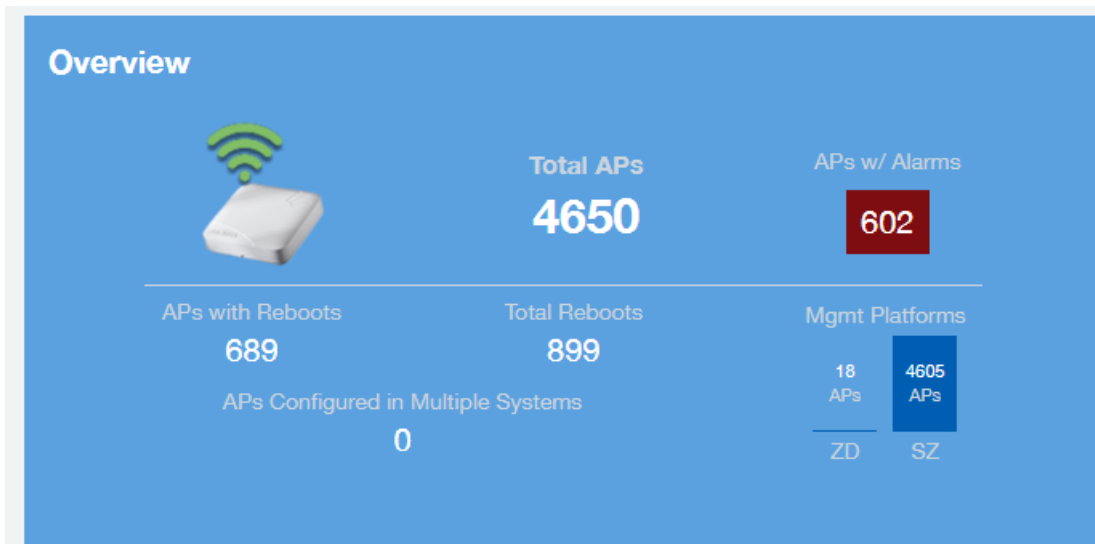 Overview
Total APs
4650
APs w/ Alarms
602
APs with Reboots
689
Total Reboots
899
APs Configured in Multiple Systems
0
Mgmt Platforms
18
APs
4605
APs
ZD
SZ